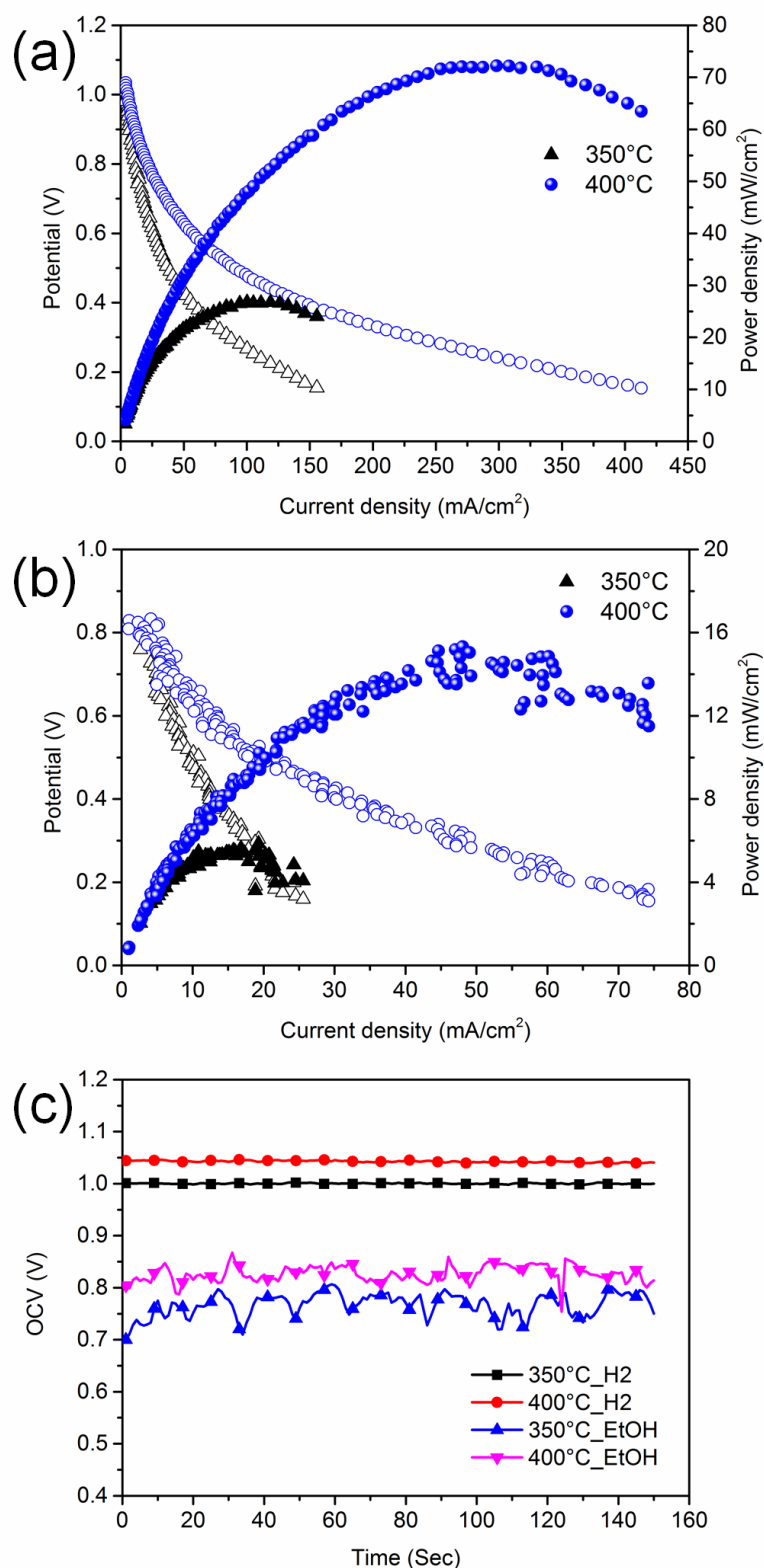 (a)
1.2
1.0
0.8
0.6
0.4
0.2
0.0
Potential (V)
80
70
60
50
40
30
20
10
0
Power density (mW/cm²)
350°C
400°C
0 50 100 150 200 250 300 350 400 450
Current density (mA/cm²)
(b)
1.0
0.8
0.6
0.4
0.2
0.0
Potential (V)
20
16
12
8
4
0
Power density (mW/cm²)
350°C
400°C
0 10 20 30 40 50 60 70 80
Current density (mA/cm²)
(c)
1.2
1.1
1.0
0.9
0.8
0.7
0.6
0.5
0.4
OCV (V)
350°C_H2
400°C_H2
350°C_EtOH
400°C_EtOH
0 20 40 60 80 100 120 140 160
Time (Sec)